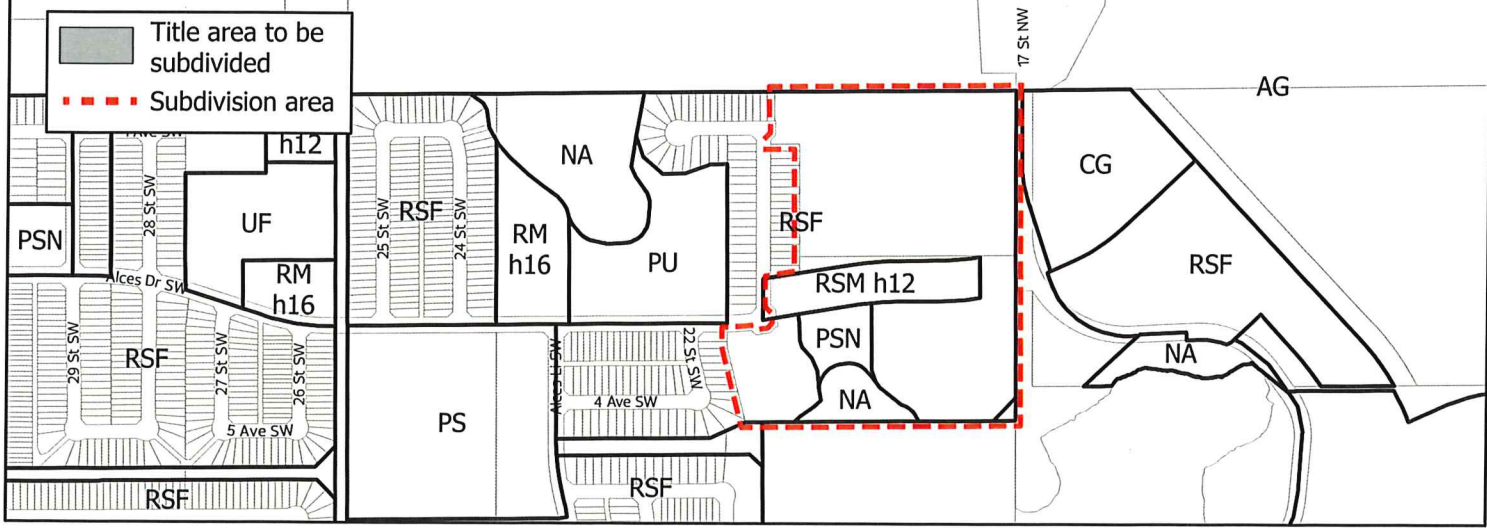 Title area to be
subdivided
Subdivision area
17 St NW
AG
h12
NA
CG
28 St SW
25 St SW
RSF
24 St SW
PSN
UF
RM
h16
PU
RSF
RSF
RM
h16
Alces Dr SW
RSM h12
29 St SW
RSF
27 St SW
26 St SW
22 St SW
PSN
NA
4 Ave SW
NA
5 Ave SW
PS
RSF
RSF